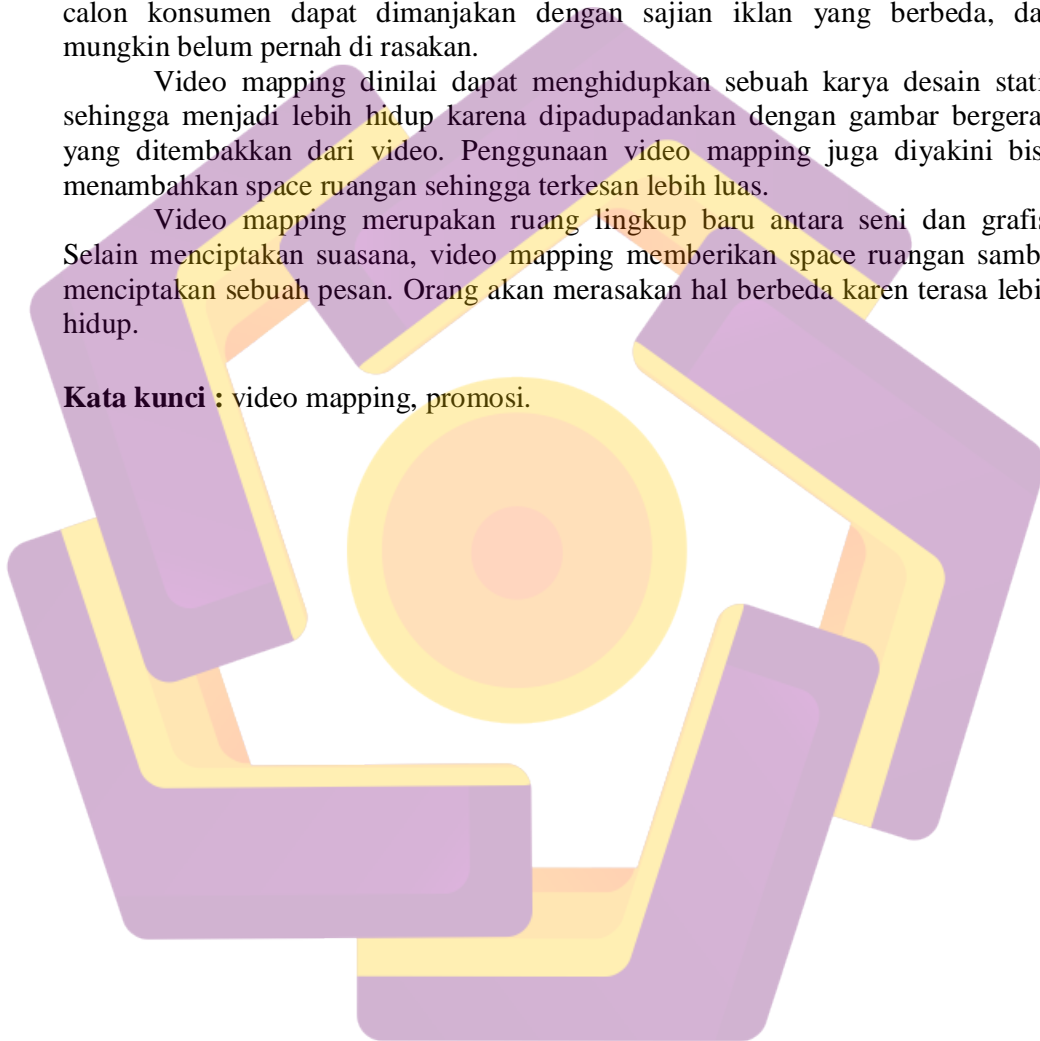 calon konsumen dapat dimanjakan dengan sajian iklan yang berbeda, da
mungkin belum pernah di rasakan.
Video mapping dinilai dapat menghidupkan sebuah karya desain stati
sehingga menjadi lebih hidup karena dipadupadankan dengan gambar bergera
yang ditembakkan dari video. Penggunaan video mapping juga diyakini bis
menambahkan space ruangan sehingga terkesan lebih luas.
Video mapping merupakan ruang lingkup baru antara seni dan grafis
Selain menciptakan suasana, video mapping memberikan space ruangan samb
menciptakan sebuah pesan. Orang akan merasakan hal berbeda karen terasa lebi
hidup.
Kata kunci : video mapping, promosi.